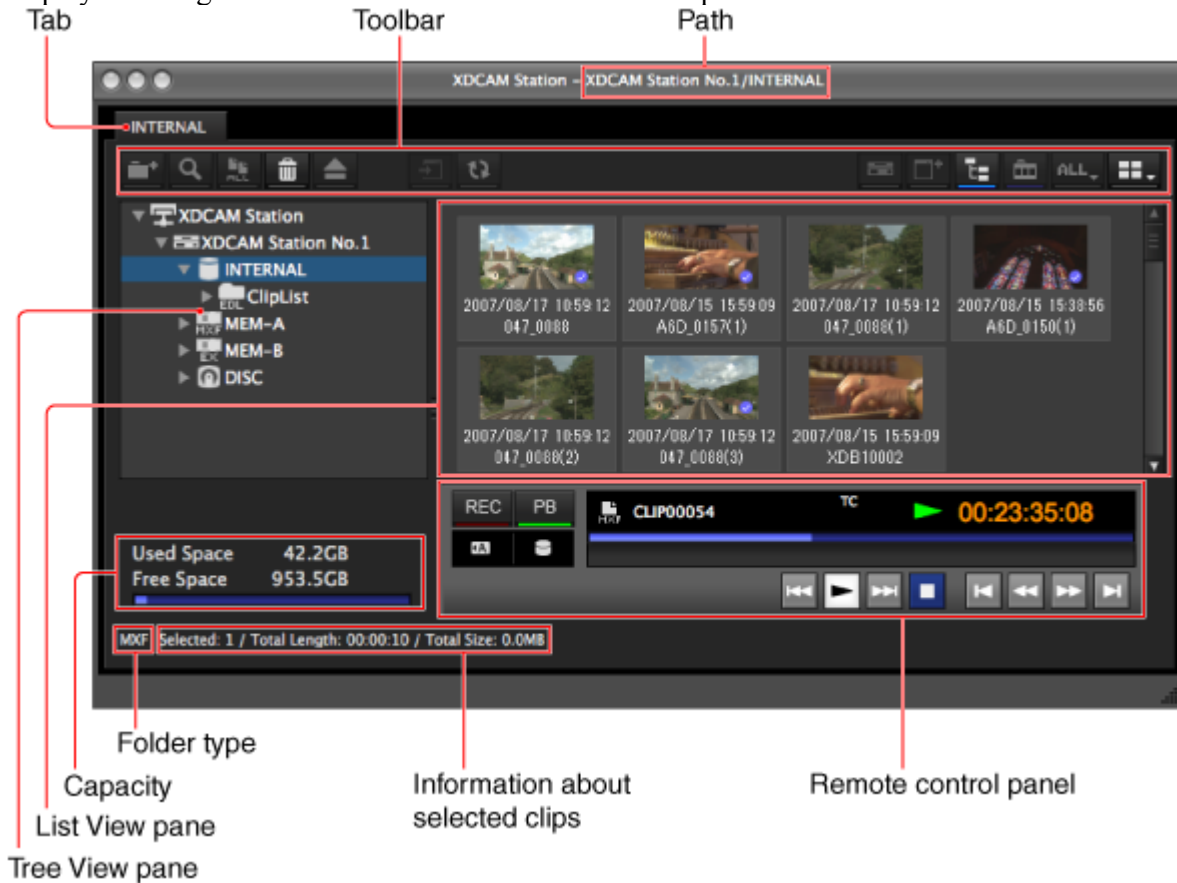 Tab
Toolbar
Path
XDCAM Station – XDCAM Station No.1/INTERNAL
INTERNAL
ALL
ALL
XDCAM Station
XDCAM Station No.1
INTERNAL
EDL ClipList
MXF MEM-A
EX MEM-B
DISC
2007/08/17 10:59:12
047_0088
2007/08/15 15:59:09
A6D_0157(1)
2007/08/17 10:59:12
047_0088(1)
2007/08/15 15:38:56
A6D_0150(1)
2007/08/17 10:59:12
047_0088(2)
2007/08/17 10:59:12
047_0088(3)
2007/08/15 15:59:09
XDB10002
REC
PB
MXF
CLIP00054
TC
00:23:35:08
A
Used Space 42.2GB
Free Space 953.5GB
MXF
Selected: 1 / Total Length: 00:00:10 / Total Size: 0.0MB
Folder type
Capacity
Information about
selected clips
Remote control panel
List View pane
Tree View pane